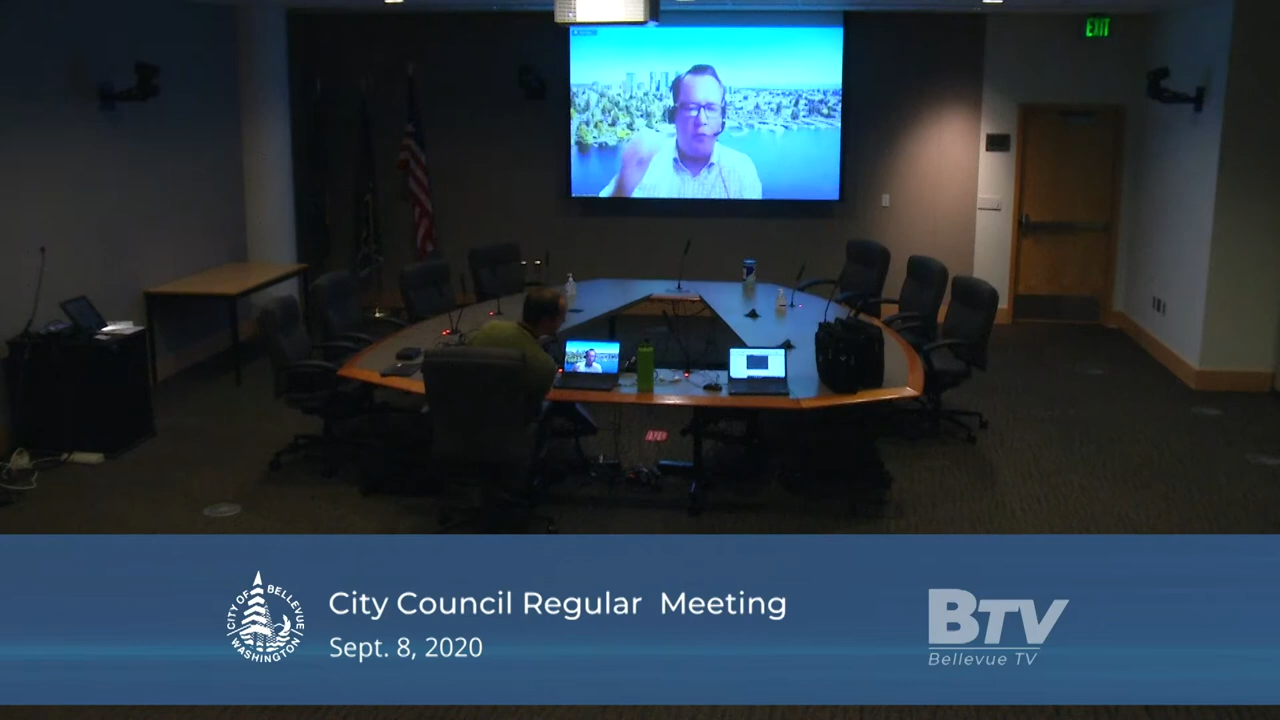 EXIT
City Council Regular Meeting
Sept. 8, 2020
CITY OF BELLEVUE
WASHINGTON
BTV
Bellevue TV